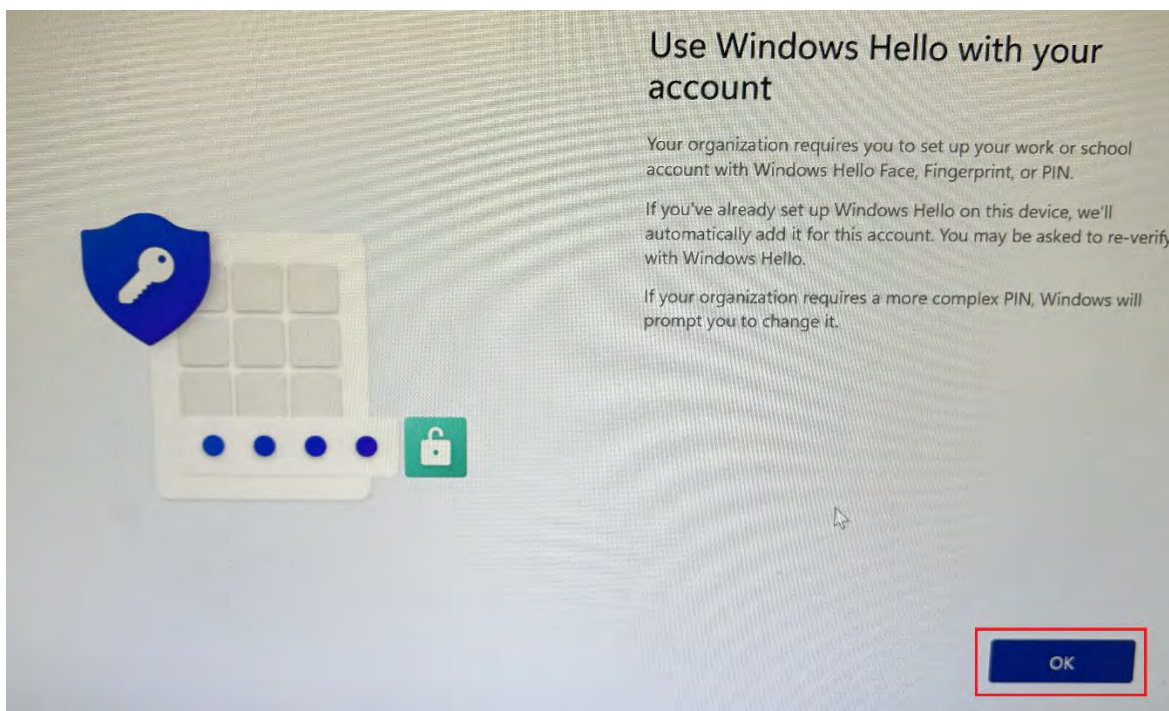 Use Windows Hello with your
account
Your organization requires you to set up your work or school
account with Windows Hello Face, Fingerprint, or PIN.
If you've already set up Windows Hello on this device, we'll
automatically add it for this account. You may be asked to re-verify
with Windows Hello.
If your organization requires a more complex PIN, Windows will
prompt you to change it.
OK